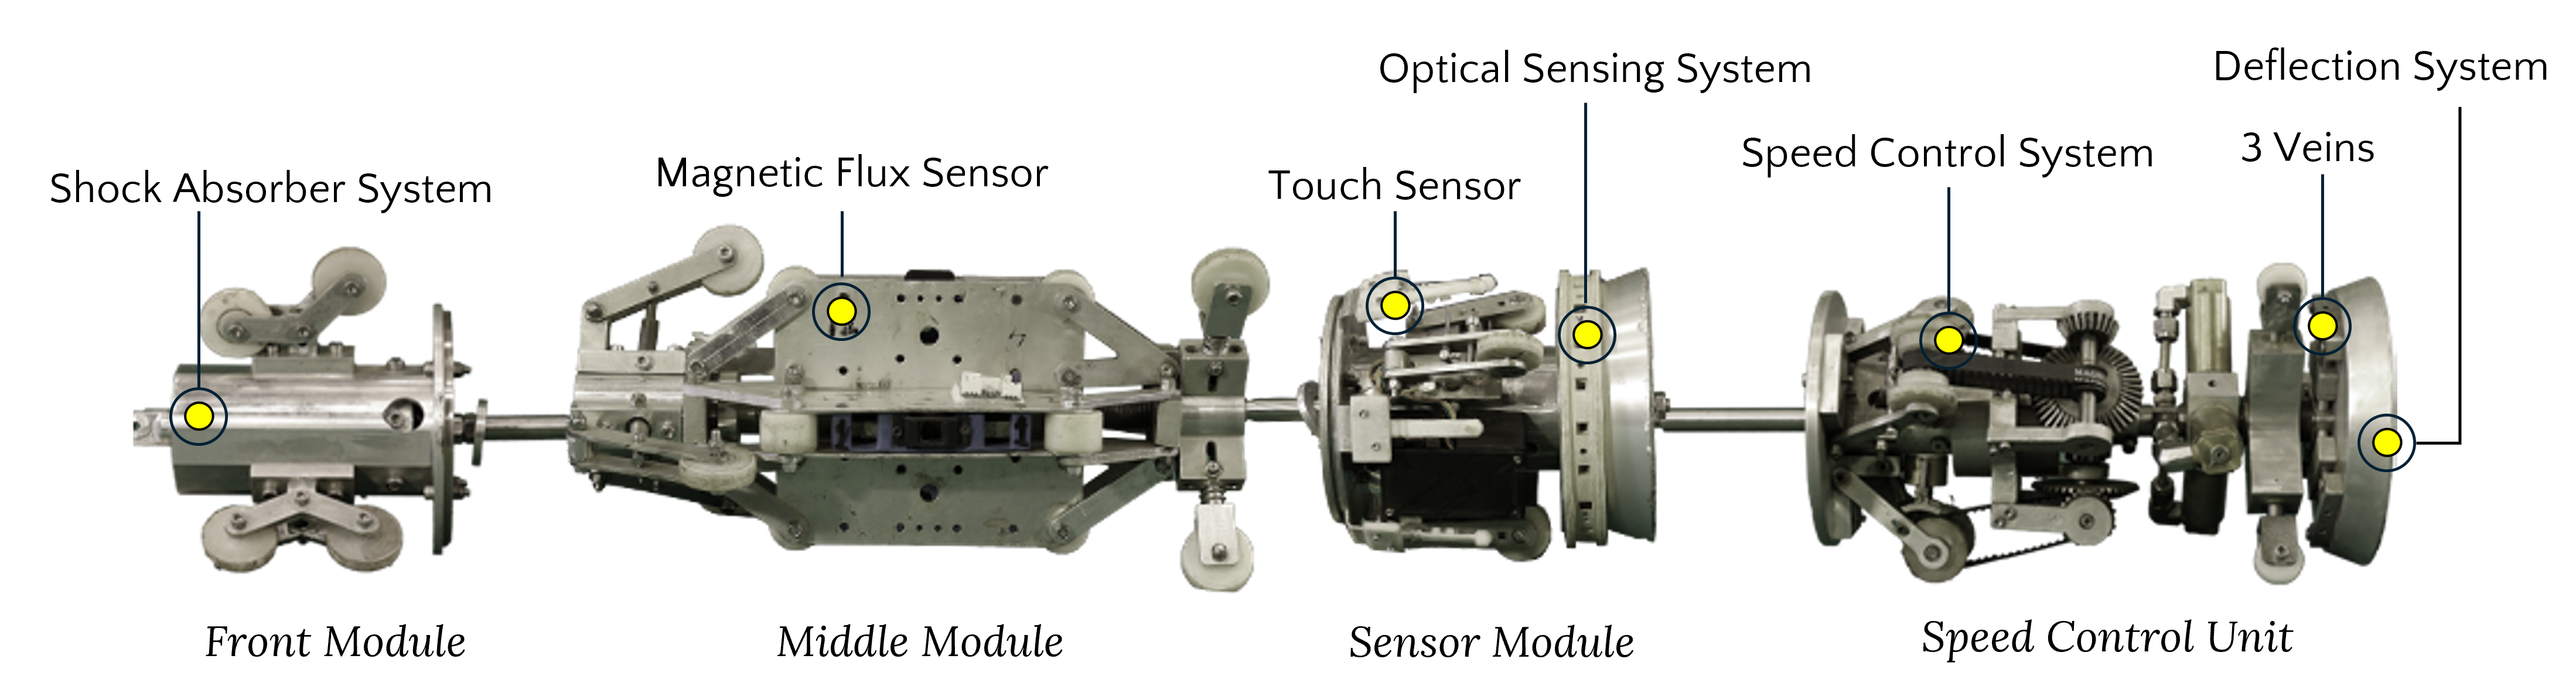 Optical Sensing System
Deflection System
Speed Control System
3 Veins
Magnetic Flux Sensor
Touch Sensor
Shock Absorber System
Front Module
Middle Module
Sensor Module
Speed Control Unit